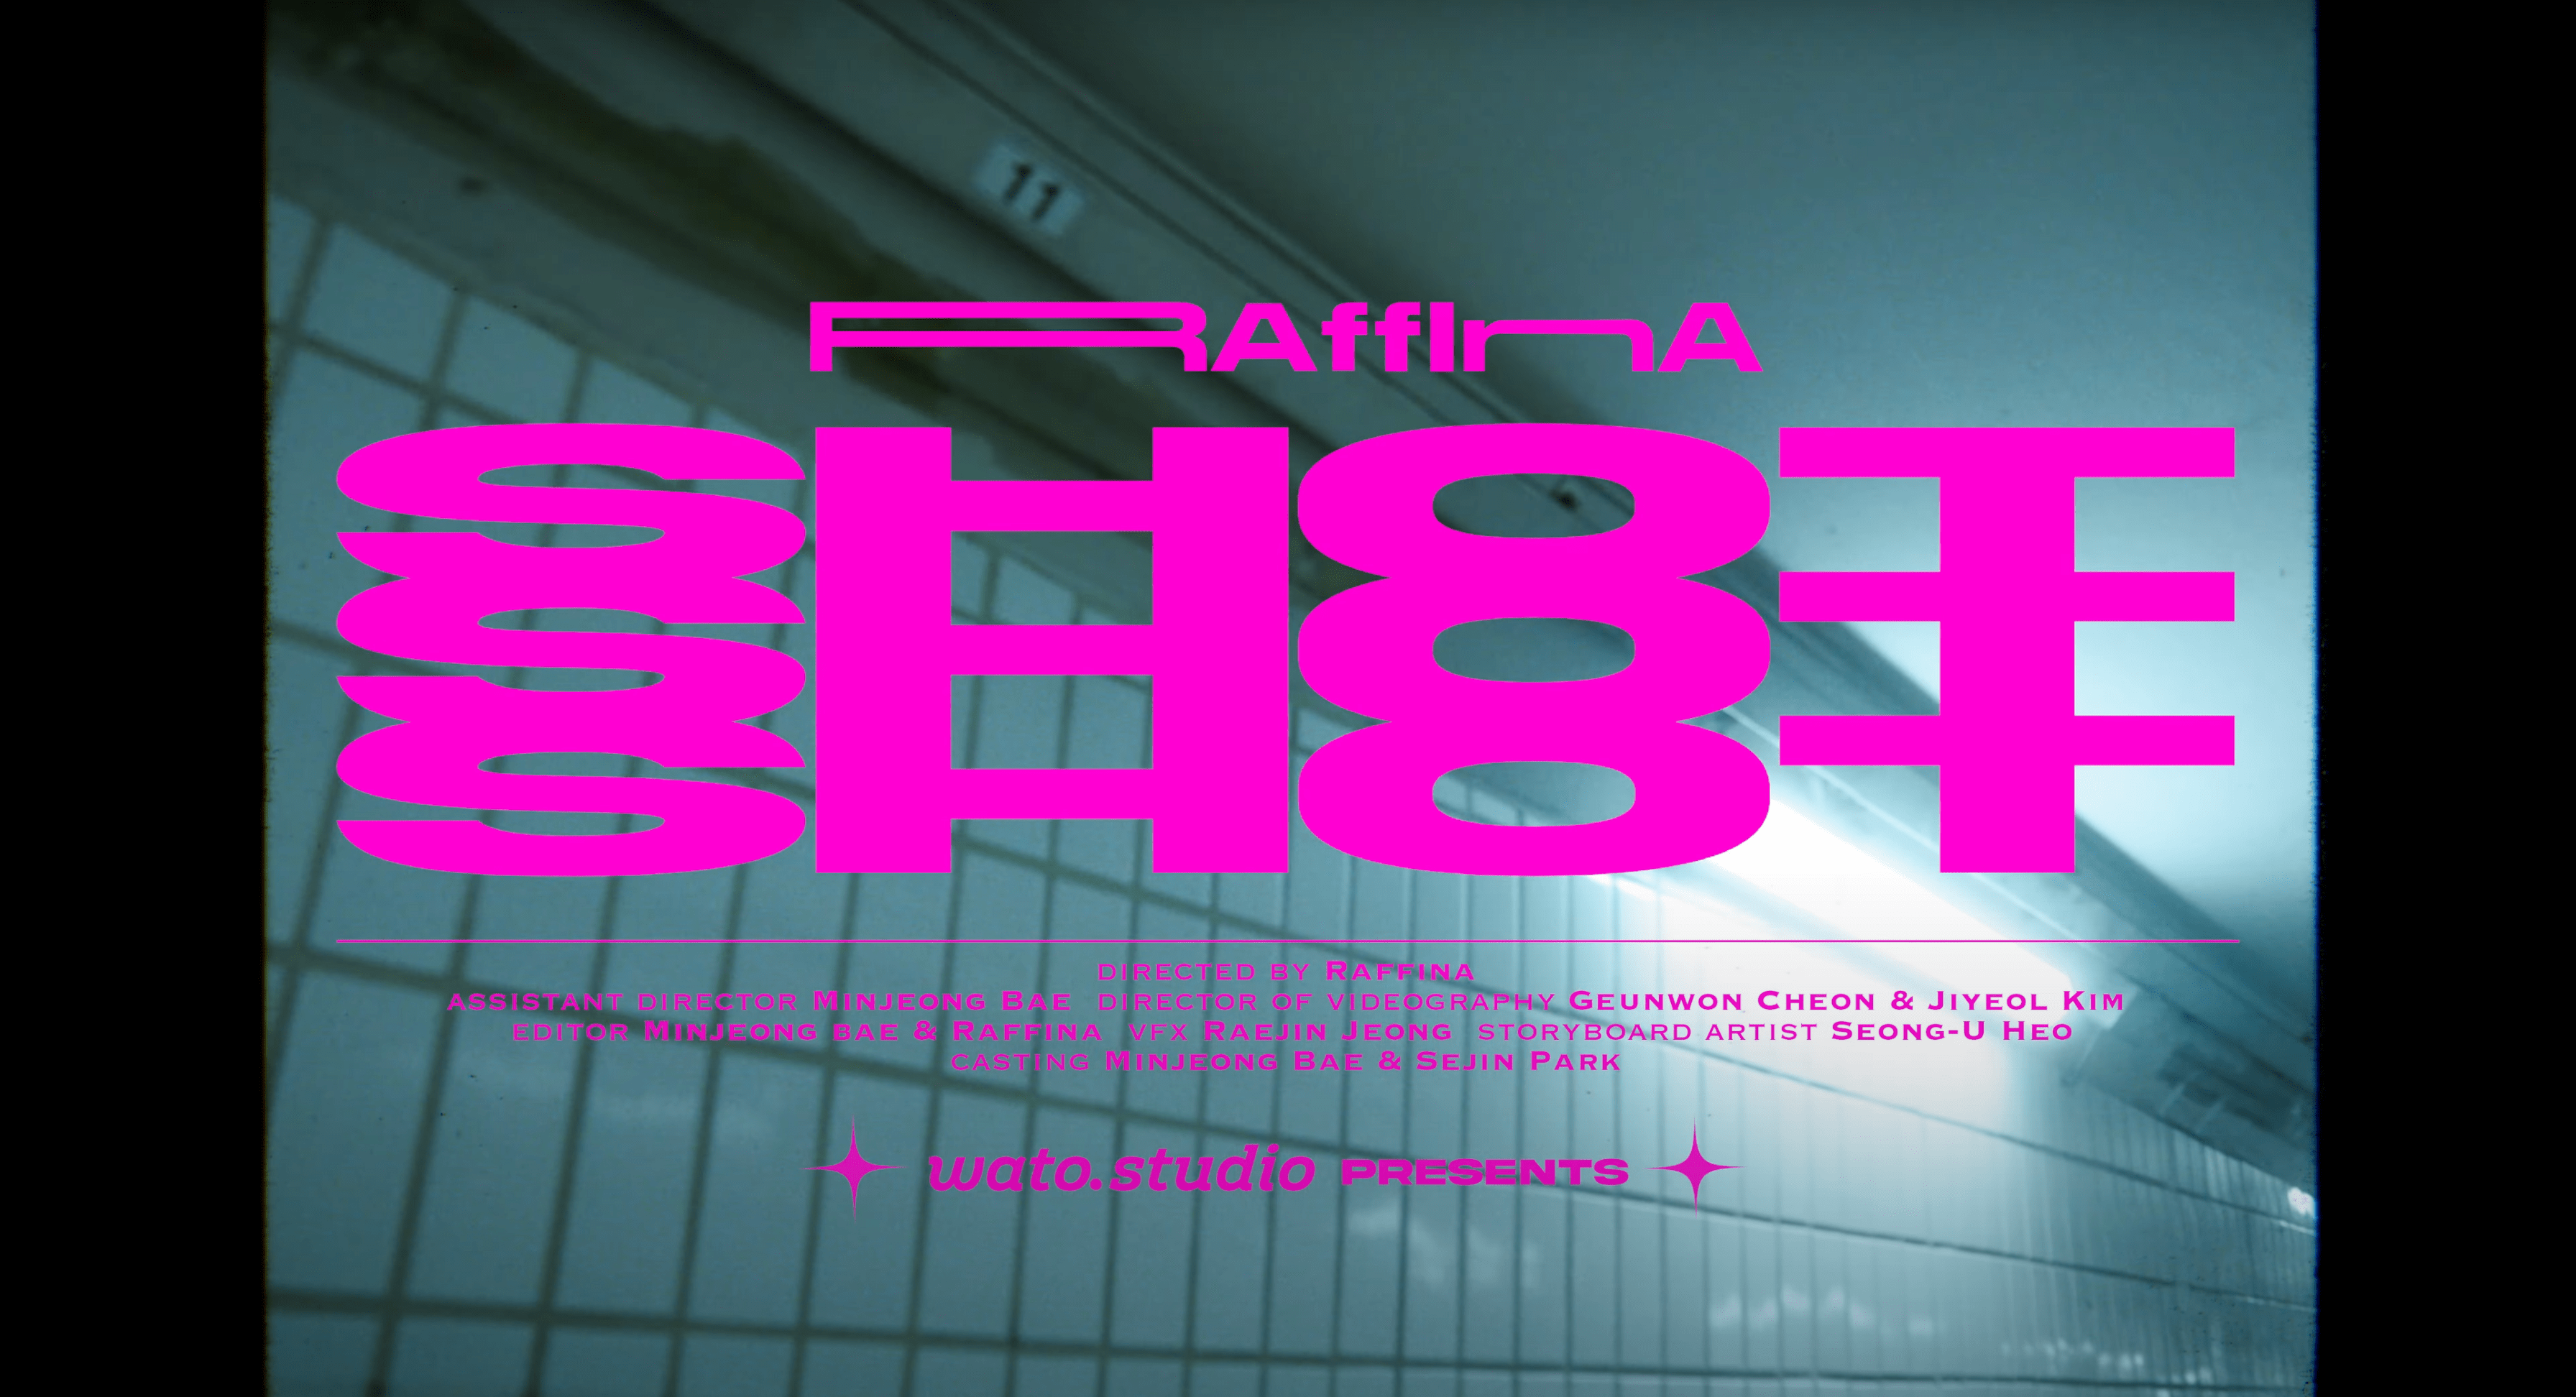 11
RAffInA
SHOT
DIRECTED BY RAFFINA
ASSISTANT DIRECTOR MINJEONG BAE DIRECTOR OF VIDEOGRAPHY GEUNWON CHEON & JIYEOL KIM
EDITOR MINJEONG BAE & RAFFINA VFX RAEJIN JEONG STORYBOARD ARTIST SEONG-U HEO
CASTING MINJEONG BAE & SEJIN PARK
wato.studio PRESENTS